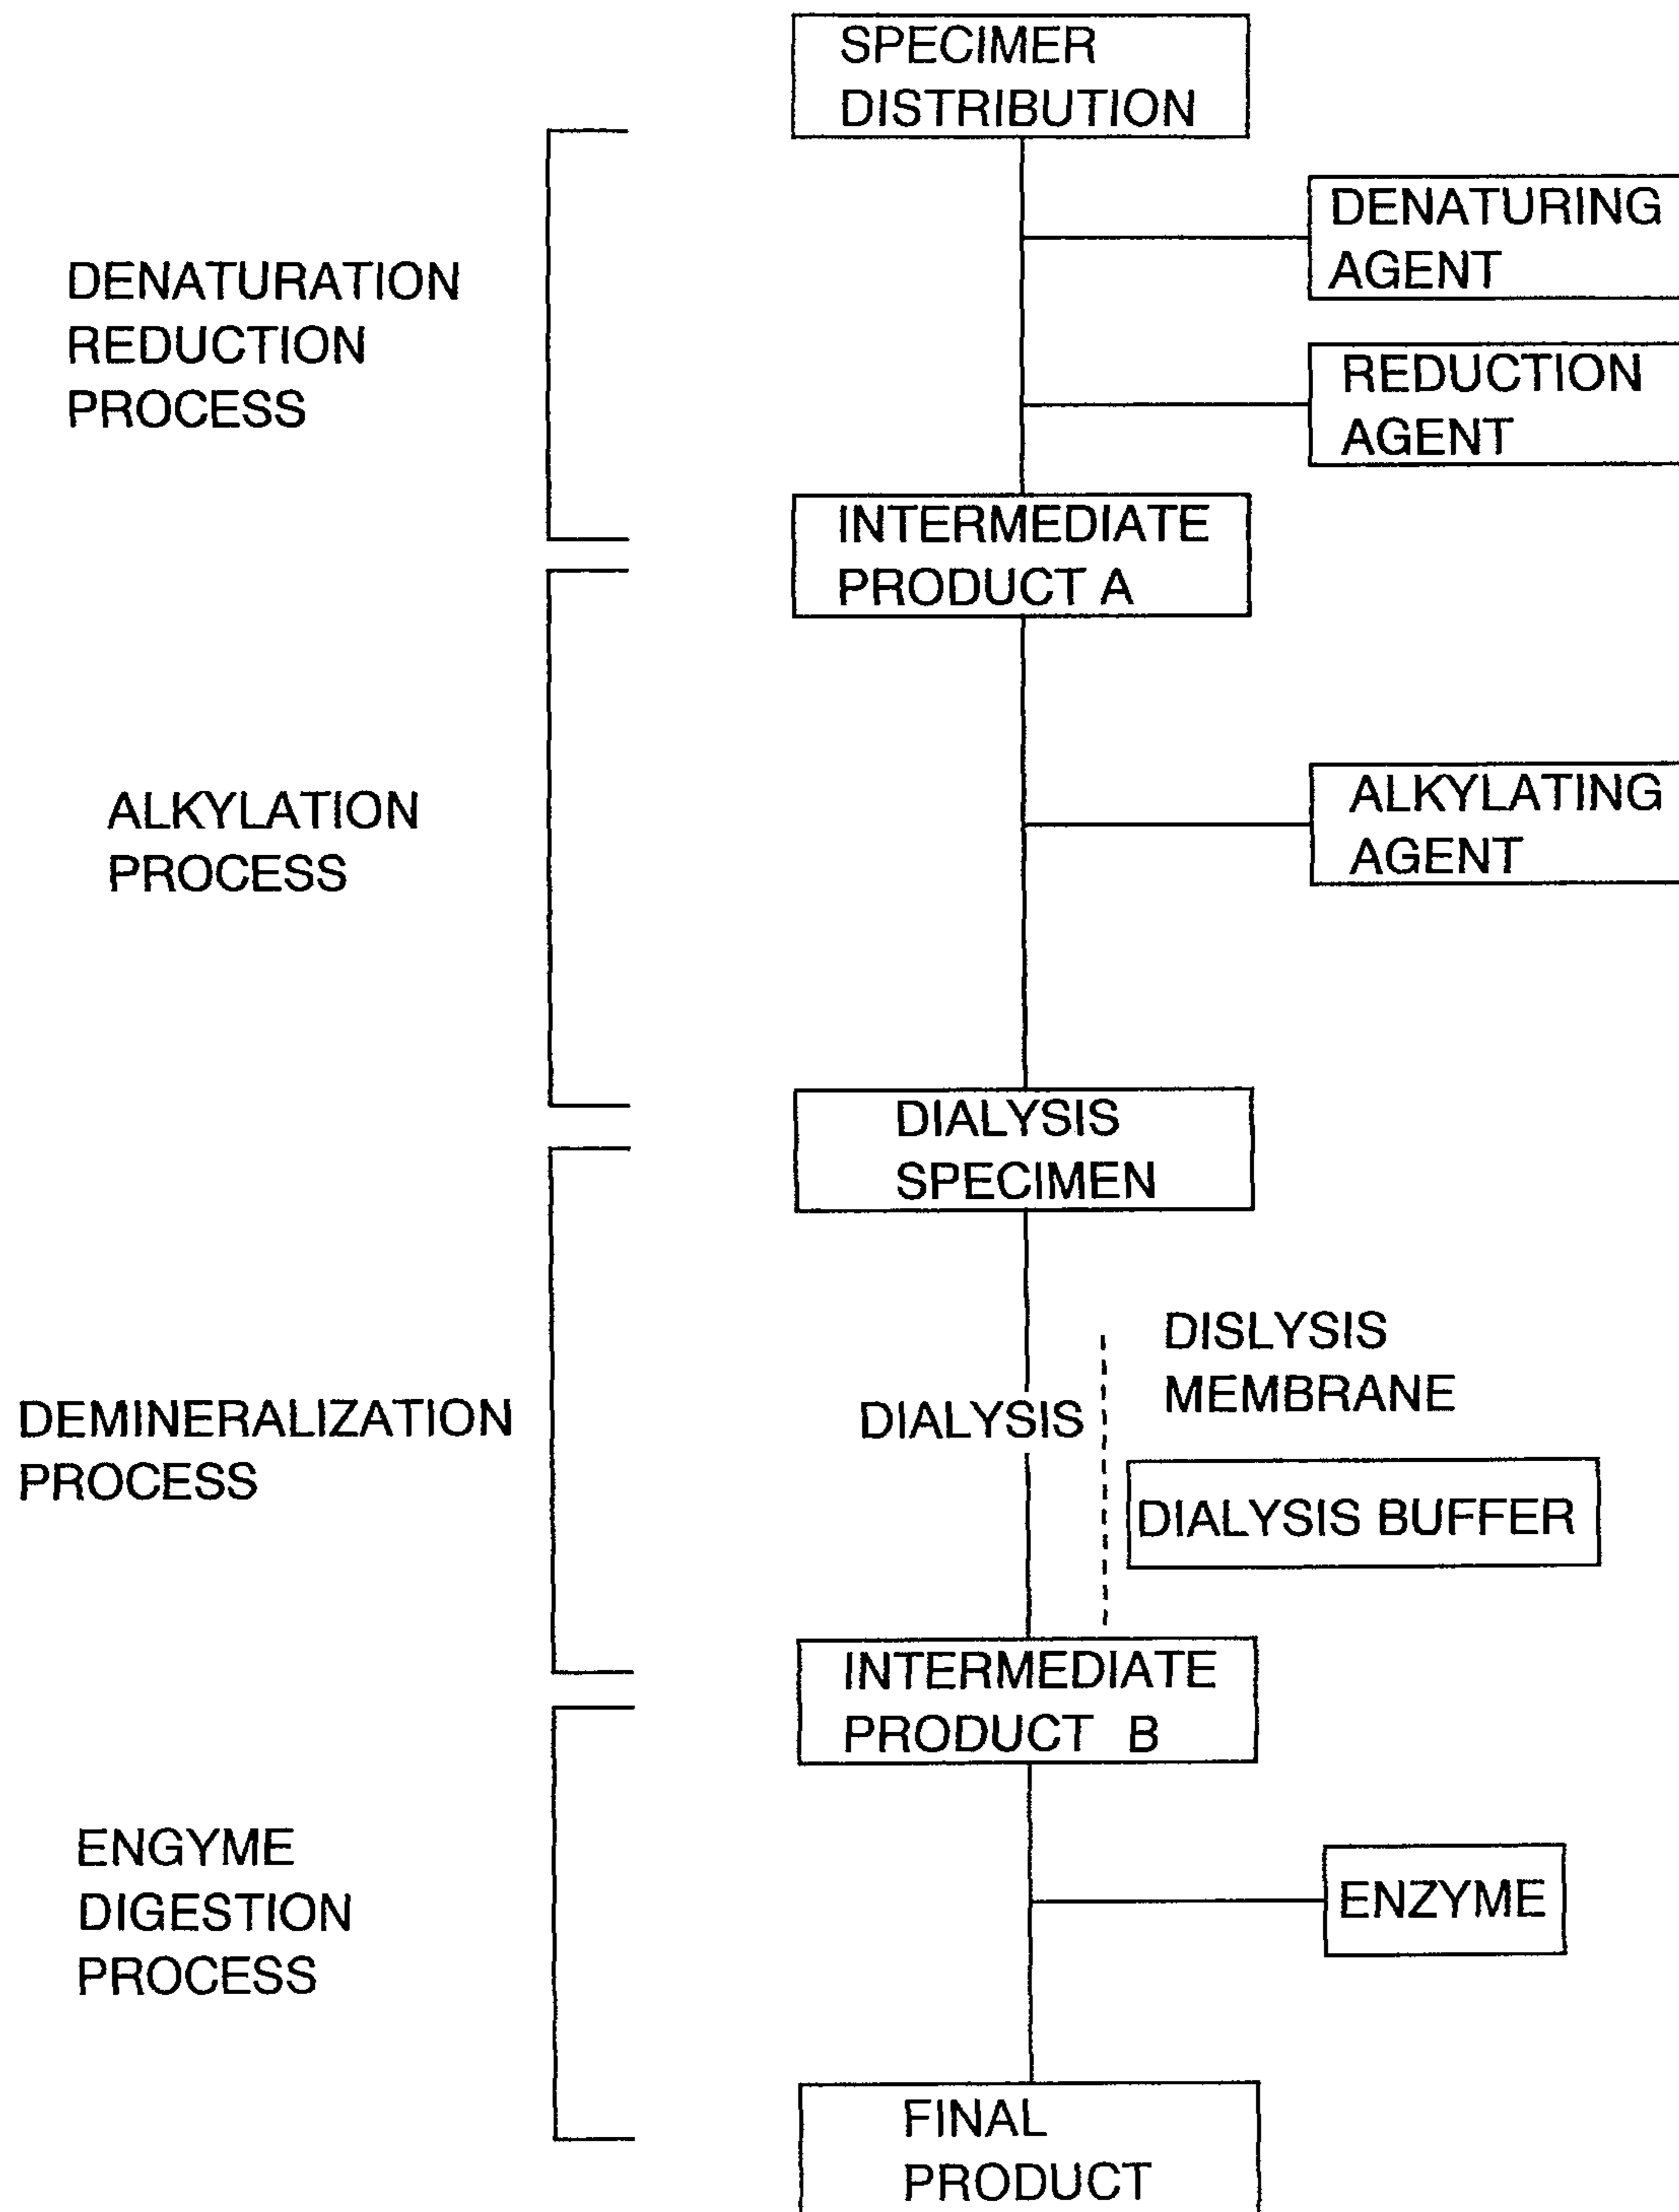 SPECIMER
DISTRIBUTION
DENATURING
AGENT
DENATURATION
REDUCTION
PROCESS
REDUCTION
AGENT
INTERMEDIATE
PRODUCT A
ALKYLATION
PROCESS
ALKYLATING
AGENT
DIALYSIS
SPECIMEN
DISLYSIS
MEMBRANE
DEMINERALIZATION
PROCESS
DIALYSIS
DIALYSIS BUFFER
INTERMEDIATE
PRODUCT B
ENGYME
DIGESTION
PROCESS
ENZYME
FINAL
PRODUCT